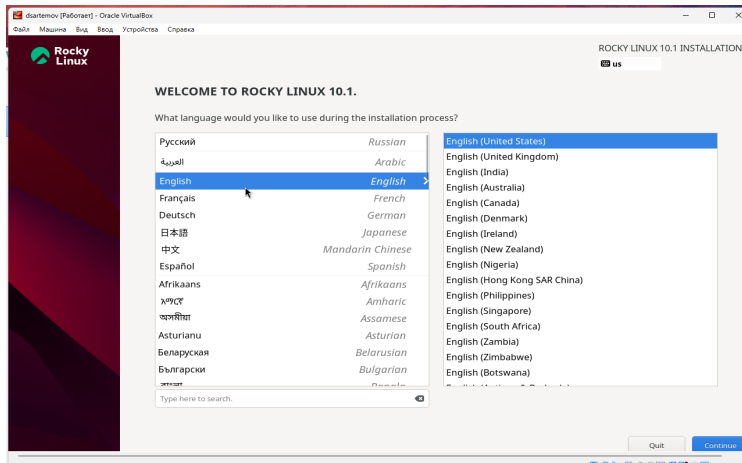 dsartemov [Работает] - Oracle VirtualBox
Файл Машина Вид Ввод Устройства Справка
Rocky
Linux
ROCKY LINUX 10.1 INSTALLATION
us
WELCOME TO ROCKY LINUX 10.1.
What language would you like to use during the installation process?
Русский Russian
العربية Arabic
English English
Français French
Deutsch German
日本語 Japanese
中文 Mandarin Chinese
Español Spanish
Afrikaans Afrikaans
አማርኛ Amharic
অসমীয়া Assamese
Asturianu Asturian
Беларуская Belarusian
Български Bulgarian
English (United States)
English (United Kingdom)
English (India)
English (Australia)
English (Canada)
English (Denmark)
English (Ireland)
English (New Zealand)
English (Nigeria)
English (Hong Kong SAR China)
English (Philippines)
English (Singapore)
English (South Africa)
English (Zambia)
English (Zimbabwe)
English (Botswana)
Type here to search.
Quit Continue